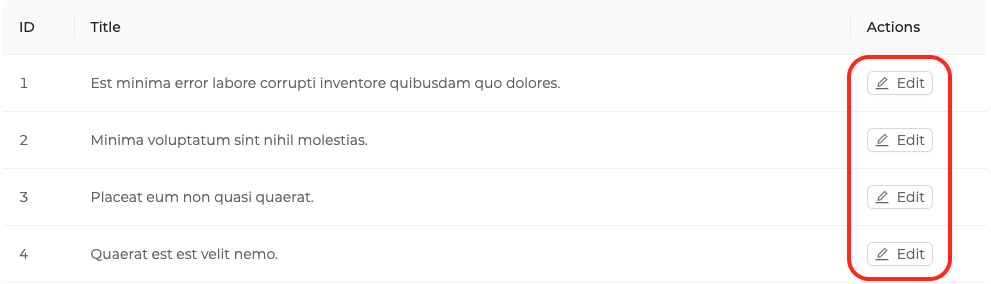 ID Title Actions
1 Est minima error labore corrupti inventore quibusdam quo dolores. Edit
2 Minima voluptatum sint nihil molestias. Edit
3 Placeat eum non quasi quaerat. Edit
4 Quaerat est est velit nemo. Edit